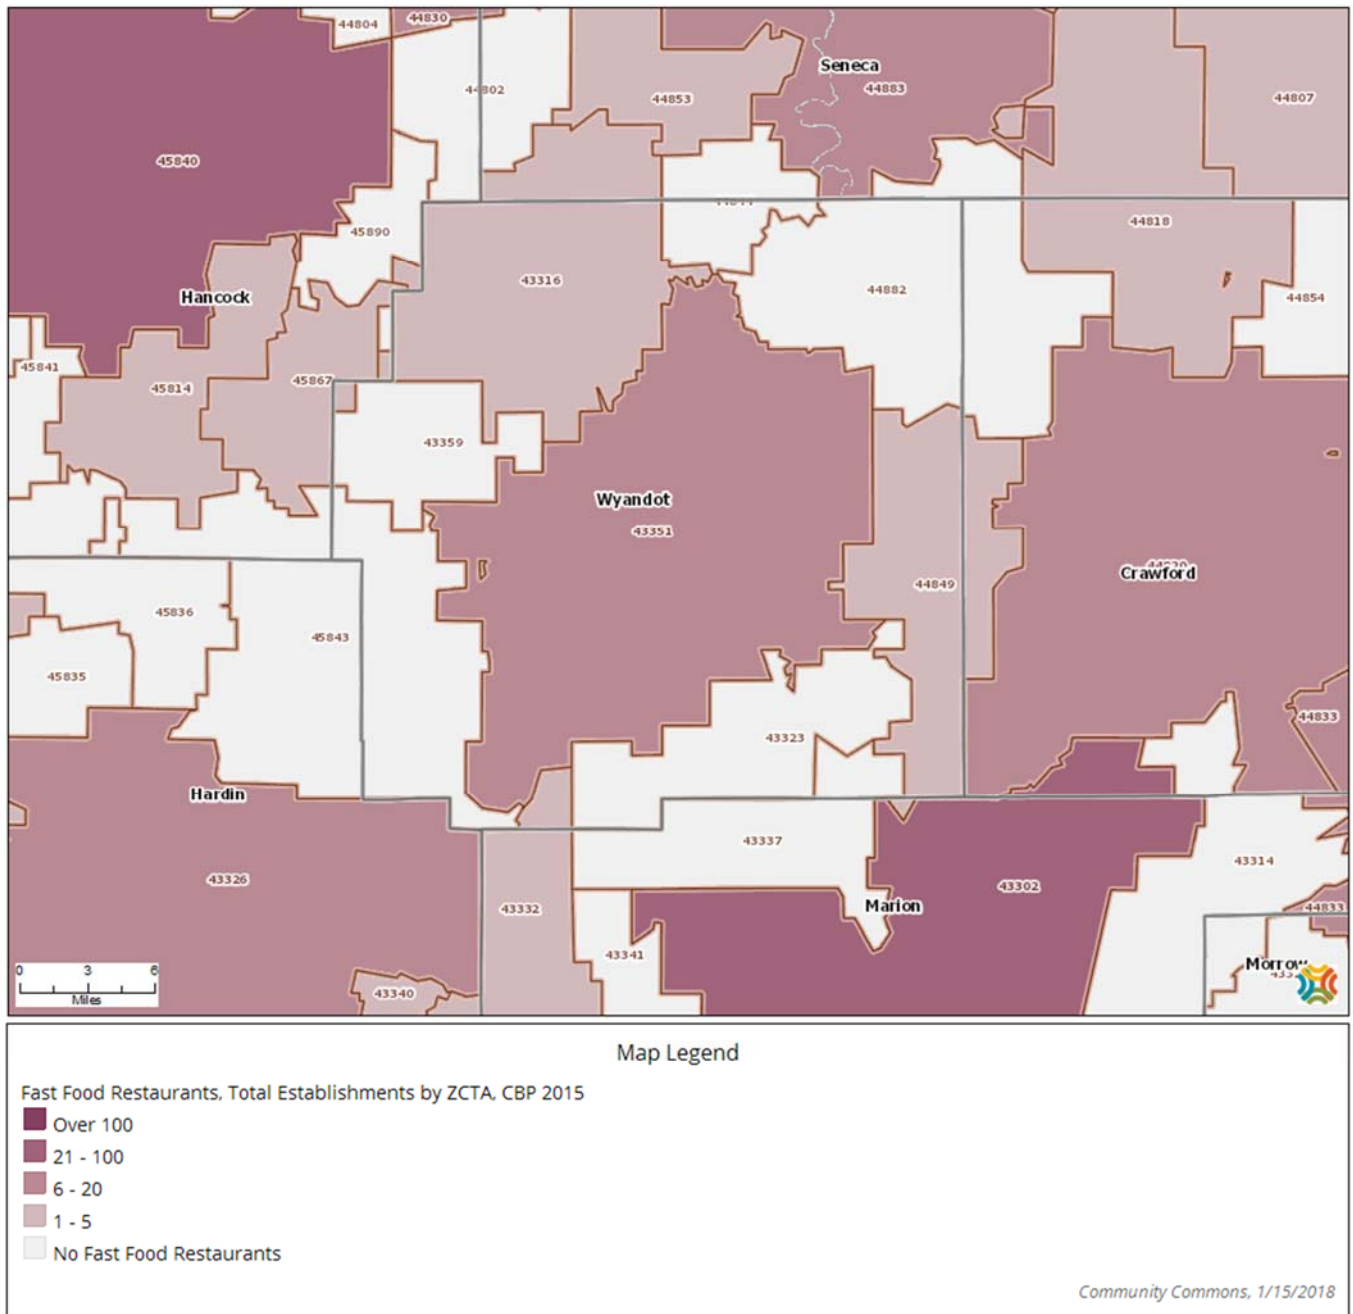 44804
44830
44802
44853
Seneca
44883
44807
45840
45890
44818
43316
44882
Hancock
44854
45841
45814
45867
43359
Wyandot
43351
Crawford
44849
45836
45843
45835
44833
43323
Hardin
43337
43314
43326
43302
43332
Marion
44833
43341
Morrow
43340
0 3 6
Miles
Map Legend
Fast Food Restaurants, Total Establishments by ZCTA, CBP 2015
Over 100
21 - 100
6 - 20
1 - 5
No Fast Food Restaurants
Community Commons, 1/15/2018